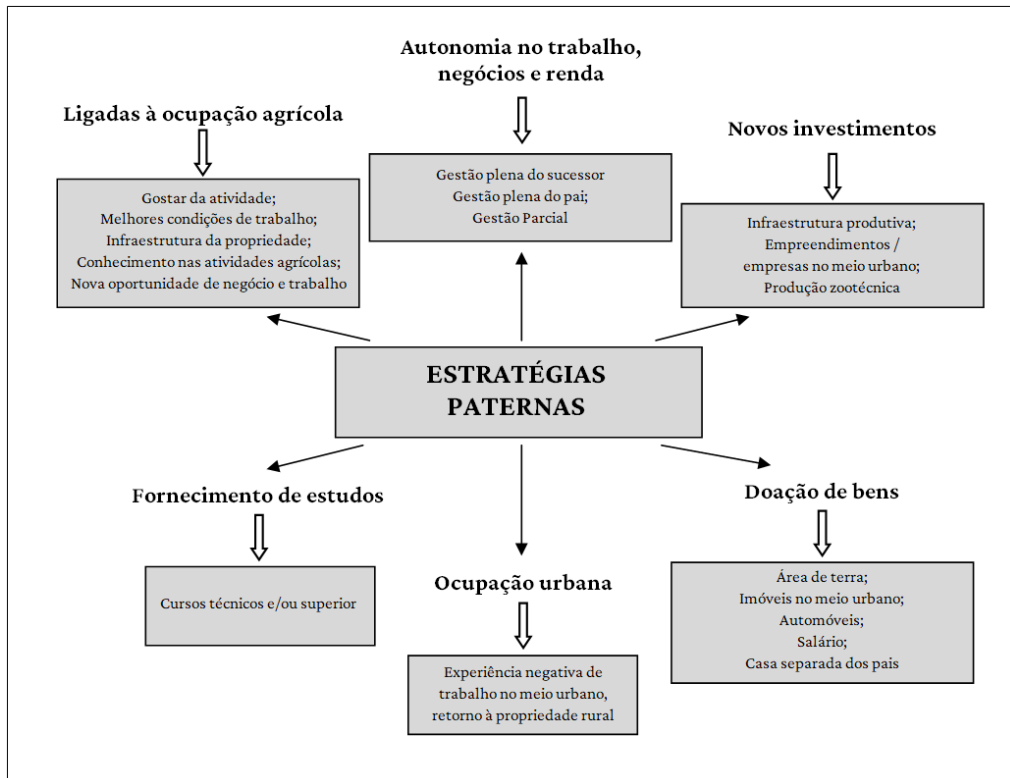 Autonomia no trabalho,
negócios e renda
Ligadas à ocupação agrícola
Novos investimentos
Gestão plena do sucessor
Gestão plena do pai;
Gestão Parcial
Gostar da atividade;
Melhores condições de trabalho;
Infraestrutura da propriedade;
Conhecimento nas atividades agrícolas;
Nova oportunidade de negócio e trabalho
Infraestrutura produtiva;
Empreendimentos /
empresas no meio urbano;
Produção zootécnica
ESTRATÉGIAS
PATERNAS
Fornecimento de estudos
Doação de bens
Cursos técnicos e/ou superior
Ocupação urbana
Área de terra;
Imóveis no meio urbano;
Automóveis;
Salário;
Casa separada dos pais
Experiência negativa de
trabalho no meio urbano,
retorno à propriedade rural